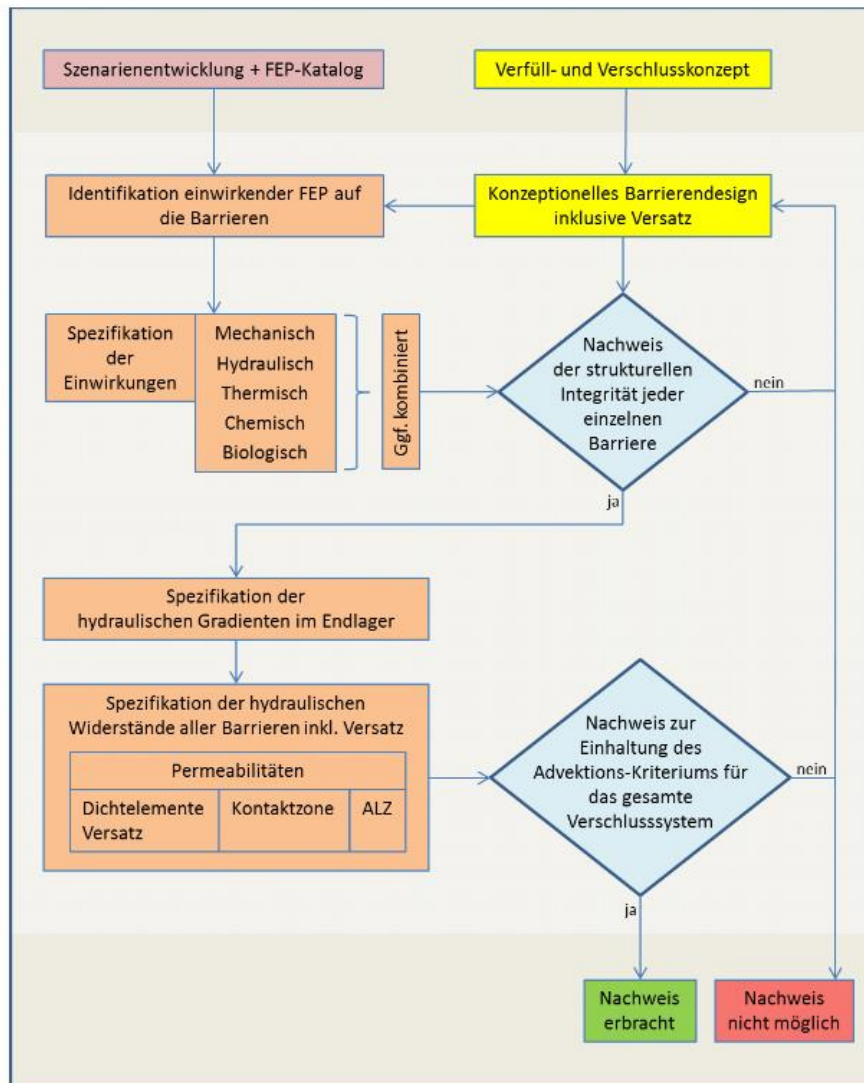 Szenarienentwicklung + FEP-Katalog
Verfüll- und Verschlusskonzept
Identifikation einwirkender FEP auf
die Barrieren
Konzeptionelles Barrierendesign
inklusive Versatz
Spezifikation
der
Einwirkungen
Mechanisch
Hydraulisch
Thermisch
Chemisch
Biologisch
Ggf. kombiniert
Nachweis
der strukturellen
Integrität jeder
einzelnen
Barriere
nein
ja
Spezifikation der
hydraulischen Gradienten im Endlager
Spezifikation der hydraulischen
Widerstände aller Barrieren inkl. Versatz
Permeabilitäten
Dichtelemente
Versatz
Kontaktzone
ALZ
Nachweis zur
Einhaltung des
Advektions-Kriteriums für
das gesamte
Verschlusssystem
nein
ja
Nachweis
erbracht
Nachweis
nicht möglich